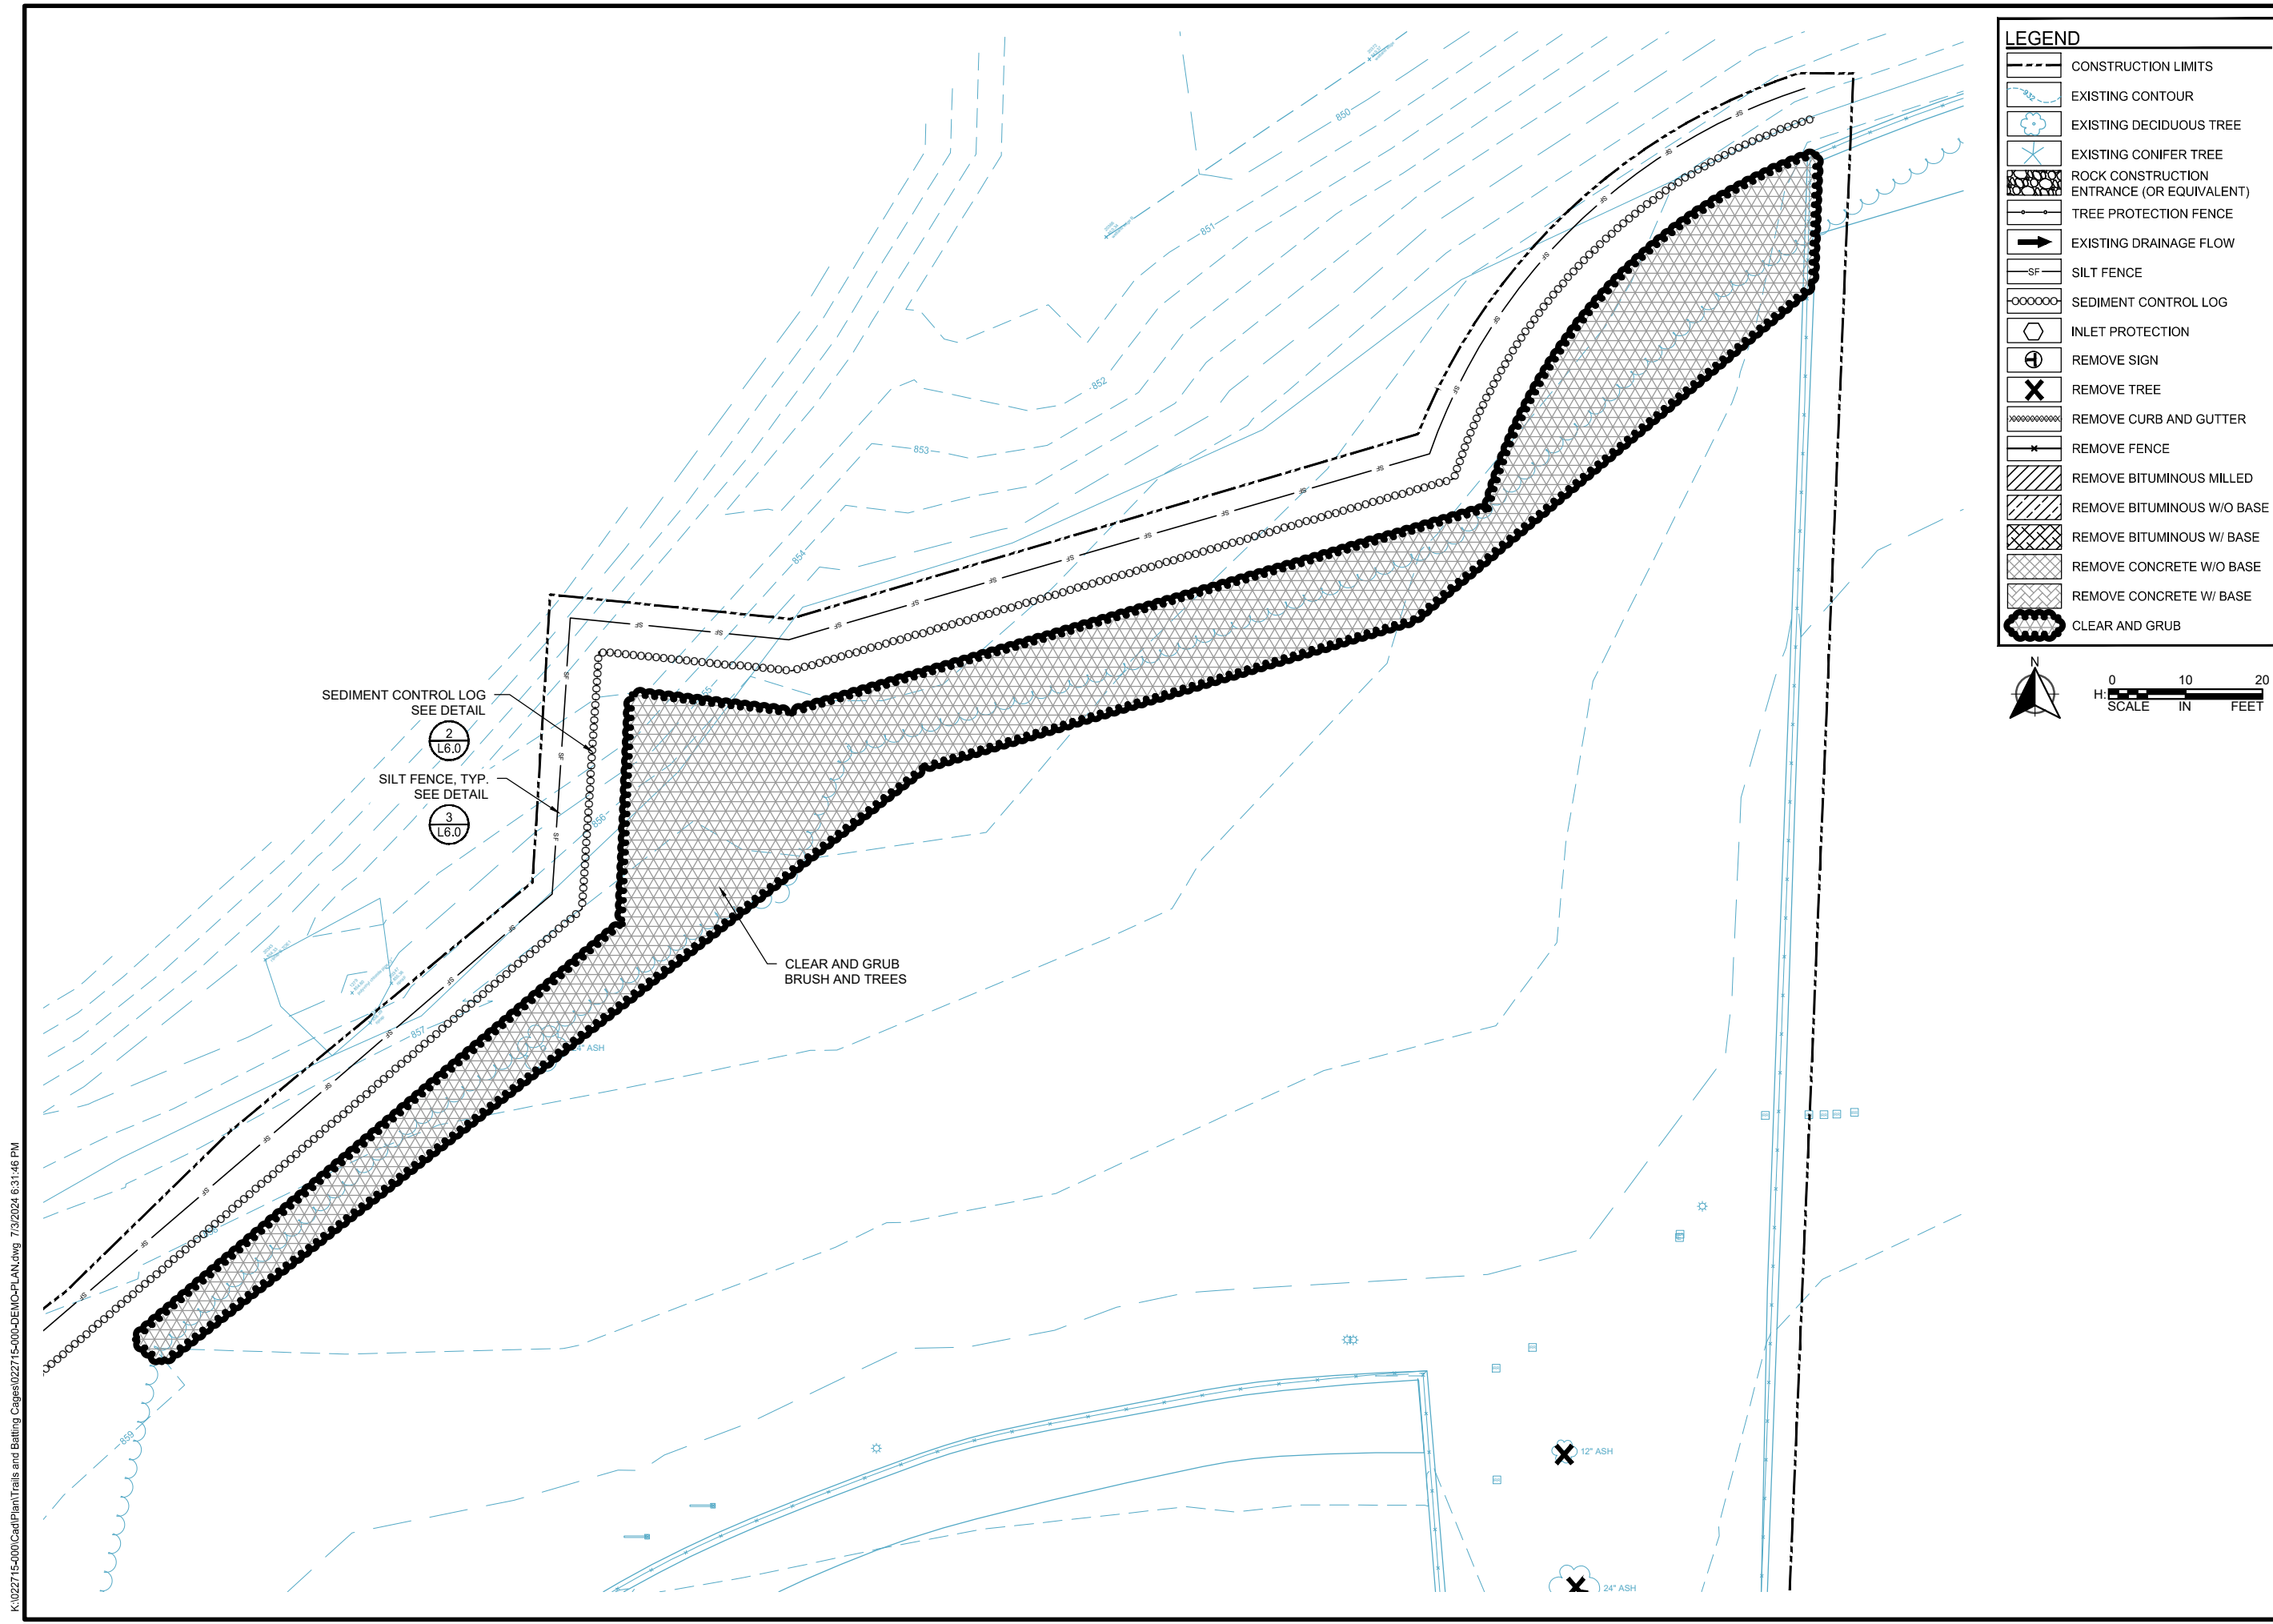 LEGEND
CONSTRUCTION LIMITS
932
EXISTING CONTOUR
EXISTING DECIDUOUS TREE
EXISTING CONIFER TREE
ROCK CONSTRUCTION
ENTRANCE (OR EQUIVALENT)
TREE PROTECTION FENCE
EXISTING DRAINAGE FLOW
SF
SILT FENCE
SEDIMENT CONTROL LOG
INLET PROTECTION
REMOVE SIGN
REMOVE TREE
REMOVE CURB AND GUTTER
REMOVE FENCE
REMOVE BITUMINOUS MILLED
REMOVE BITUMINOUS W/O BASE
REMOVE BITUMINOUS W/ BASE
REMOVE CONCRETE W/O BASE
REMOVE CONCRETE W/ BASE
CLEAR AND GRUB
N
0 10 20
H:
SCALE IN FEET
850
851
852
853
854
855
856
857
858
859
SEDIMENT CONTROL LOG
SEE DETAIL
2
L6.0
SILT FENCE, TYP.
SEE DETAIL
3
L6.0
CLEAR AND GRUB
BRUSH AND TREES
24" ASH
12" ASH
24" ASH
K:\022715-000\Cad\Plan\Trails and Batting Cages\022715-000-DEMO-PLAN.dwg 7/3/2024 6:31:46 PM